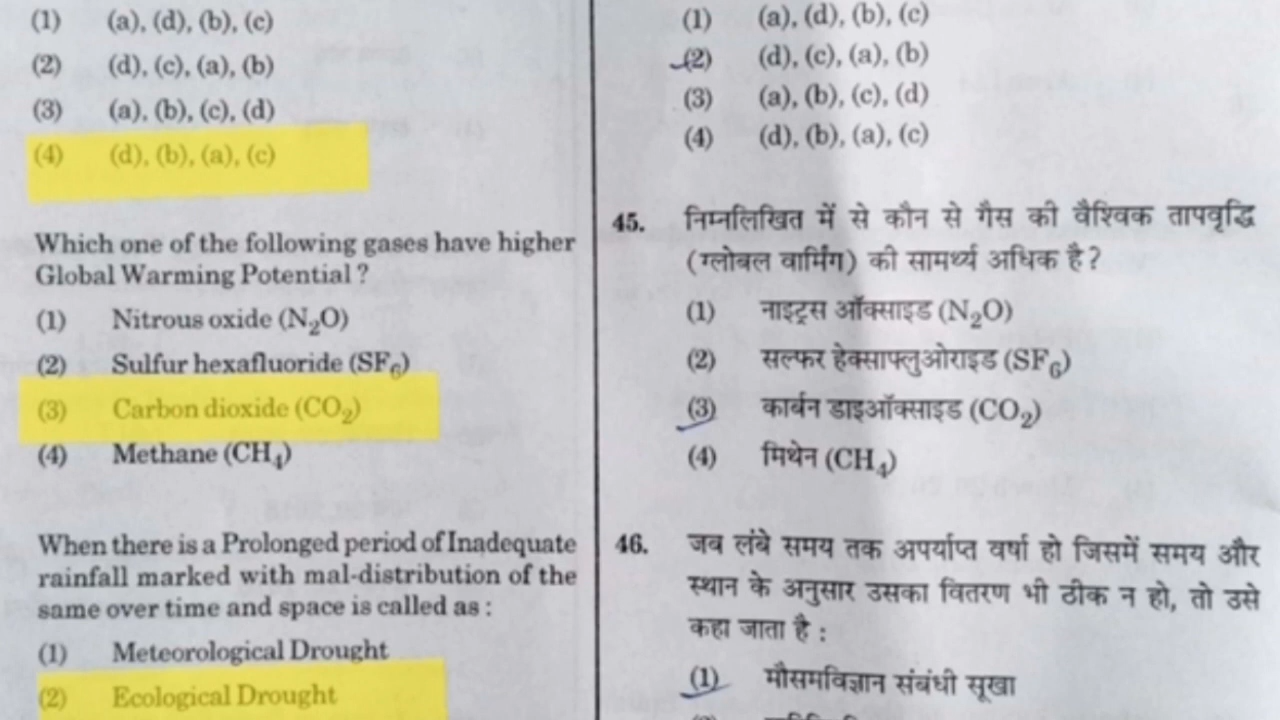 (1) (a), (d), (b), (c)
(2) (d), (c), (a), (b)
(3) (a), (b), (c), (d)
(4) (d), (b), (a), (c)
Which one of the following gases have higher
Global Warming Potential ?
(1) Nitrous oxide (N₂O)
(2) Sulfur hexafluoride (SF₆)
(3) Carbon dioxide (CO₂)
(4) Methane (CH₄)
When there is a Prolonged period of Inadequate
rainfall marked with mal-distribution of the
same over time and space is called as :
(1) Meteorological Drought
(2) Ecological Drought
(1) (a), (d), (b), (c)
(2) (d), (c), (a), (b)
(3) (a), (b), (c), (d)
(4) (d), (b), (a), (c)
45. निम्नलिखित में से कौन से गैस की वैश्विक तापवृद्धि
(ग्लोबल वार्मिंग) की सामर्थ्य अधिक है ?
(1) नाइट्रस ऑक्साइड (N₂O)
(2) सल्फर हेक्साफ्लुओराइड (SF₆)
(3) कार्बन डाइऑक्साइड (CO₂)
(4) मिथेन (CH₄)
46. जब लंबे समय तक अपर्याप्त वर्षा हो जिसमें समय और
स्थान के अनुसार उसका वितरण भी ठीक न हो, तो उसे
कहा जाता है :
(1) मौसमविज्ञान संबंधी सूखा